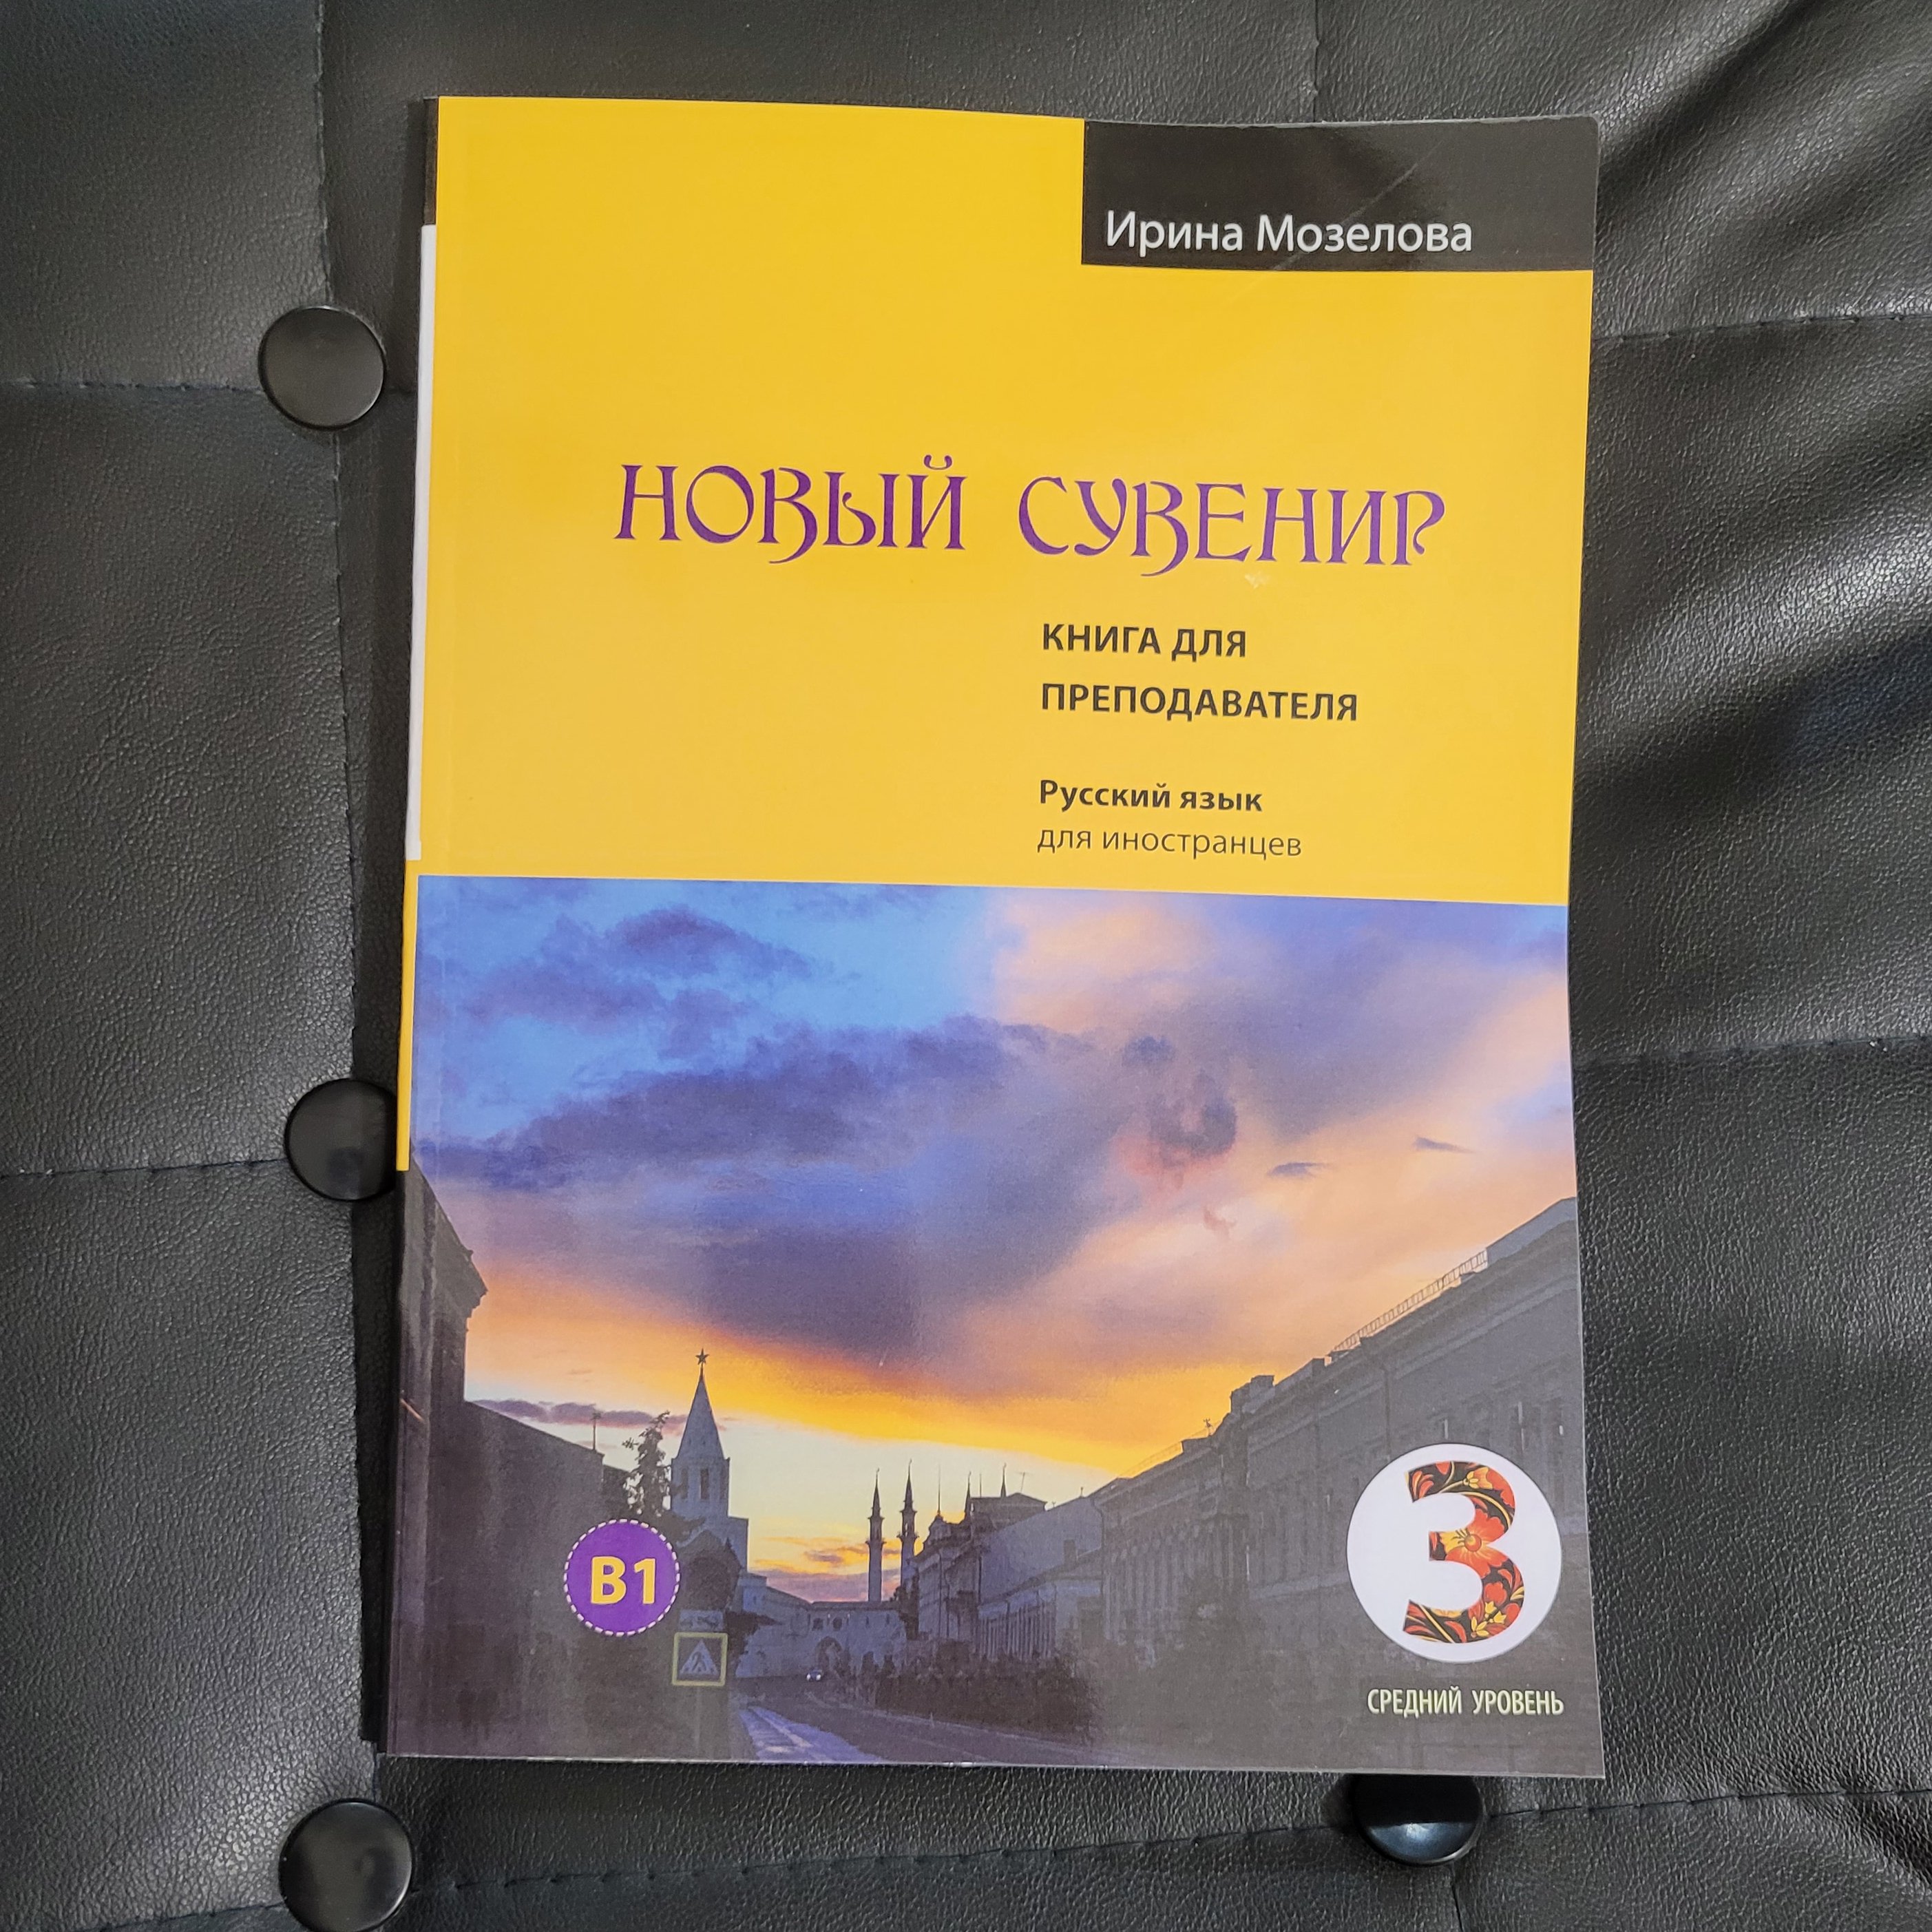 Ирина Мозелова
НОВЫЙ СУВЕНИР
КНИГА ДЛЯ
ПРЕПОДАВАТЕЛЯ
Русский язык
для иностранцев
B1
3
СРЕДНИЙ УРОВЕНЬ